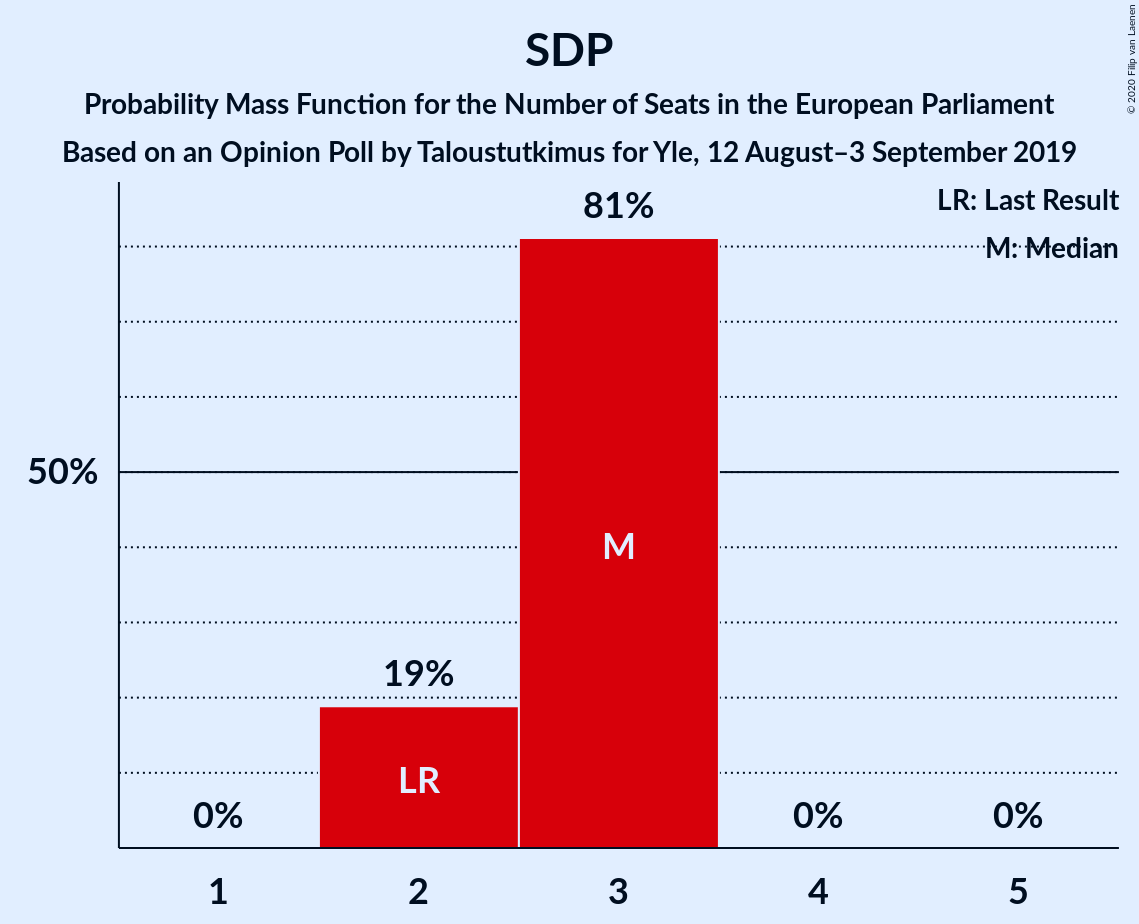 SDP
Probability Mass Function for the Number of Seats in the European Parliament
Based on an Opinion Poll by Taloustutkimus for Yle, 12 August–3 September 2019
© 2020 Filip van Laenen
LR: Last Result
M: Median
81%
50%
M
19%
LR
0%
0%
0%
1
2
3
4
5